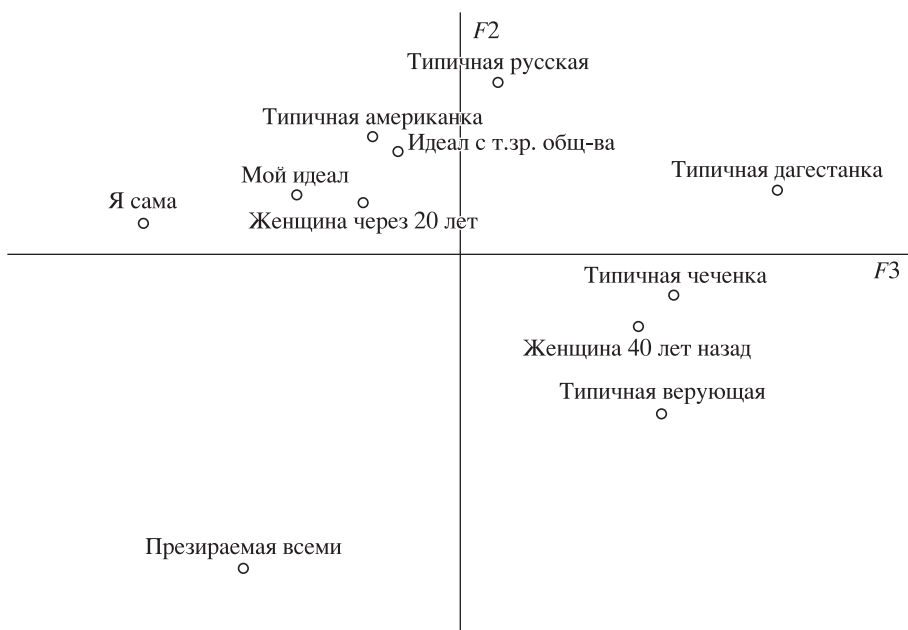 F2
Типичная русская
Типичная американка
Идеал с т.зр. общ-ва
Типичная дагестанка
Мой идеал
Я сама
Женщина через 20 лет
F3
Типичная чеченка
Женщина 40 лет назад
Типичная верующая
Презираемая всеми